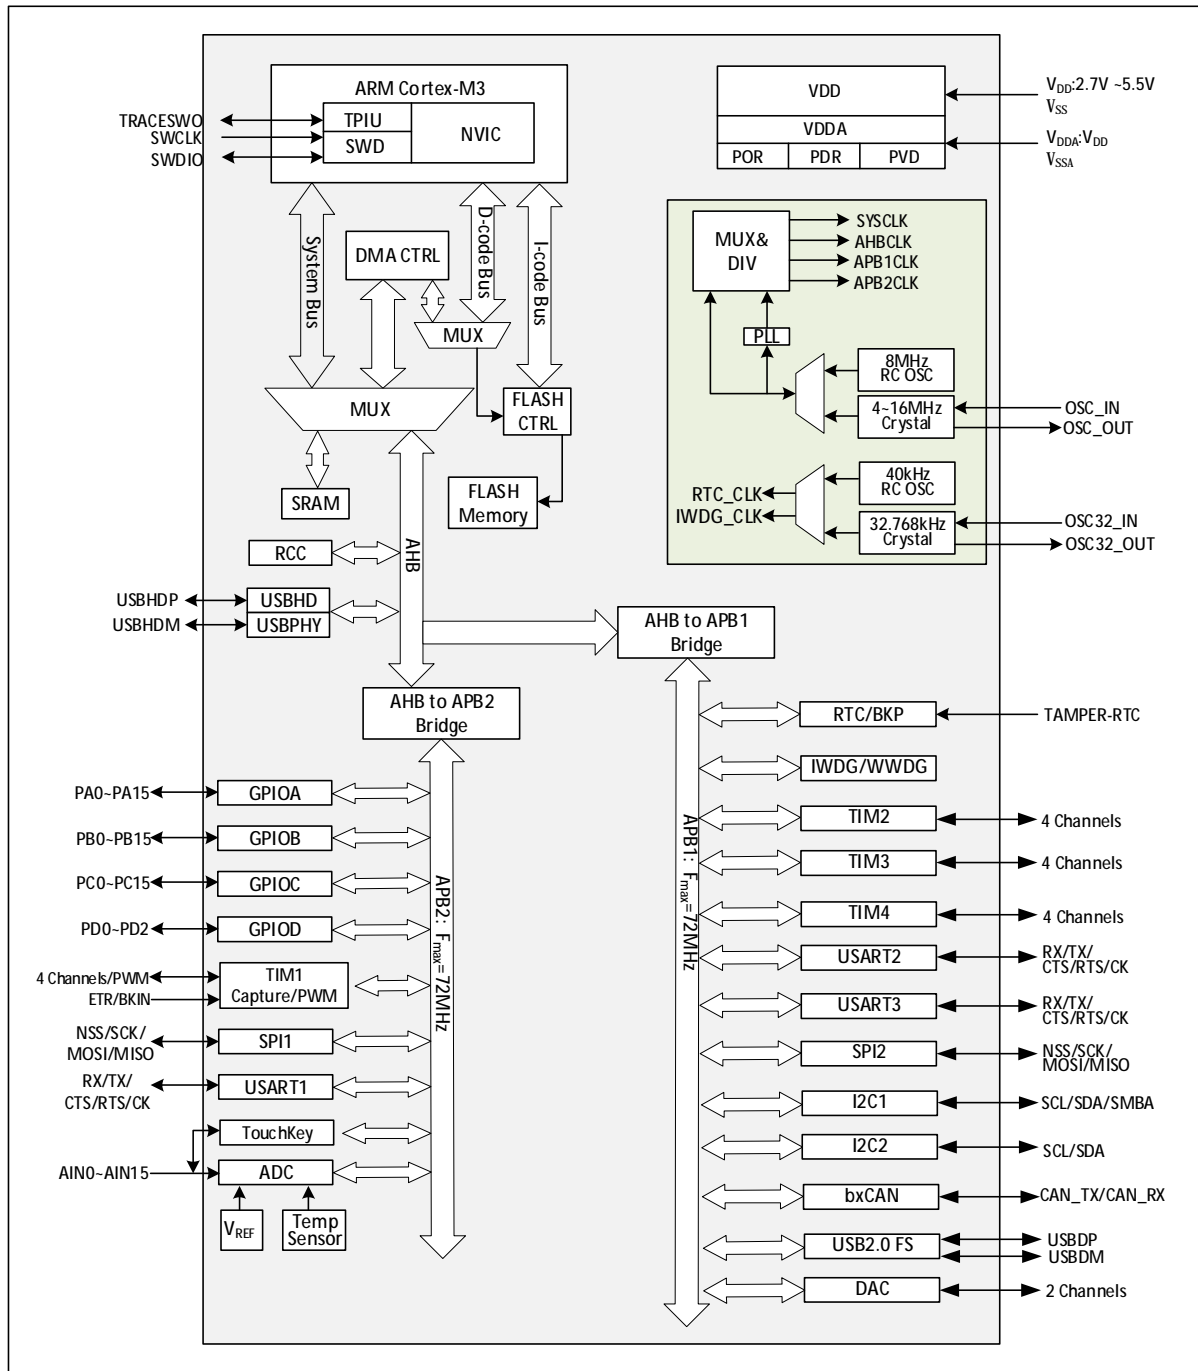 ARM Cortex-M3
TPIU
SWD
NVIC
TRACESWO
SWCLK
SWDIO
VDD
VDDA
POR
PDR
PVD
VDD:2.7V ~5.5V
VSS
VDDA:VDD
VSSA
System Bus
DMA CTRL
D-code Bus
I-code Bus
MUX
MUX
FLASH
CTRL
SRAM
FLASH
Memory
MUX&
DIV
SYSCLK
AHBCLK
APB1CLK
APB2CLK
PLL
8MHz
RC OSC
4~16MHz
Crystal
OSC_IN
OSC_OUT
40kHz
RC OSC
RTC_CLK
IWDG_CLK
32.768kHz
Crystal
OSC32_IN
OSC32_OUT
RCC
AHB
USBHDP
USBHDM
USBHD
USBPHY
AHB to APB1
Bridge
AHB to APB2
Bridge
PA0~PA15
GPIOA
PB0~PB15
GPIOB
PC0~PC15
GPIOC
PD0~PD2
GPIOD
4 Channels/PWM
ETR/BKIN
TIM1
Capture/PWM
NSS/SCK/
MOSI/MISO
SPI1
RX/TX/
CTS/RTS/CK
USART1
TouchKey
AIN0~AIN15
ADC
VREF
Temp
Sensor
APB2: Fmax=72MHz
APB1: Fmax=72MHz
RTC/BKP
TAMPER-RTC
IWDG/WWDG
TIM2
4 Channels
TIM3
4 Channels
TIM4
4 Channels
USART2
RX/TX/
CTS/RTS/CK
USART3
RX/TX/
CTS/RTS/CK
SPI2
NSS/SCK/
MOSI/MISO
I2C1
SCL/SDA/SMBA
I2C2
SCL/SDA
bxCAN
CAN_TX/CAN_RX
USB2.0 FS
USBDP
USBDM
DAC
2 Channels